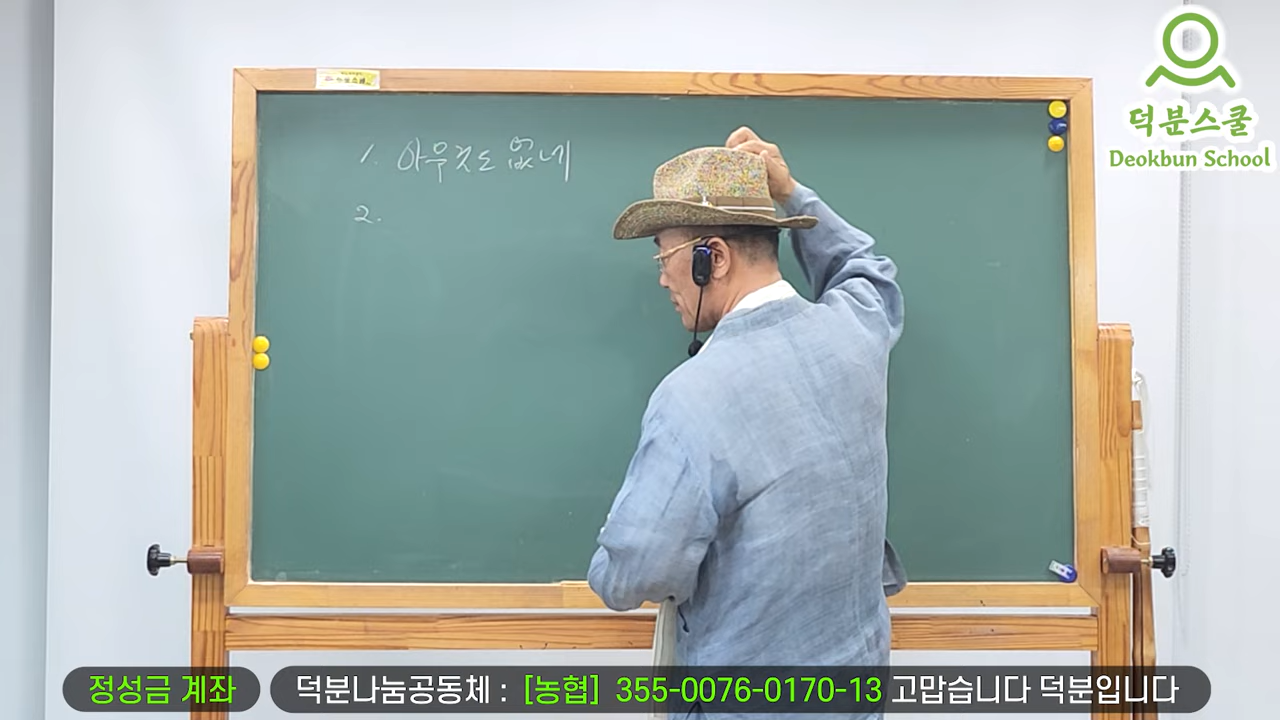 덕분스쿨
Deokbun School
1. 아무것도 없네
2.
정성금 계좌
덕분나눔공동체 : [농협] 355-0076-0170-13 고맙습니다 덕분입니다